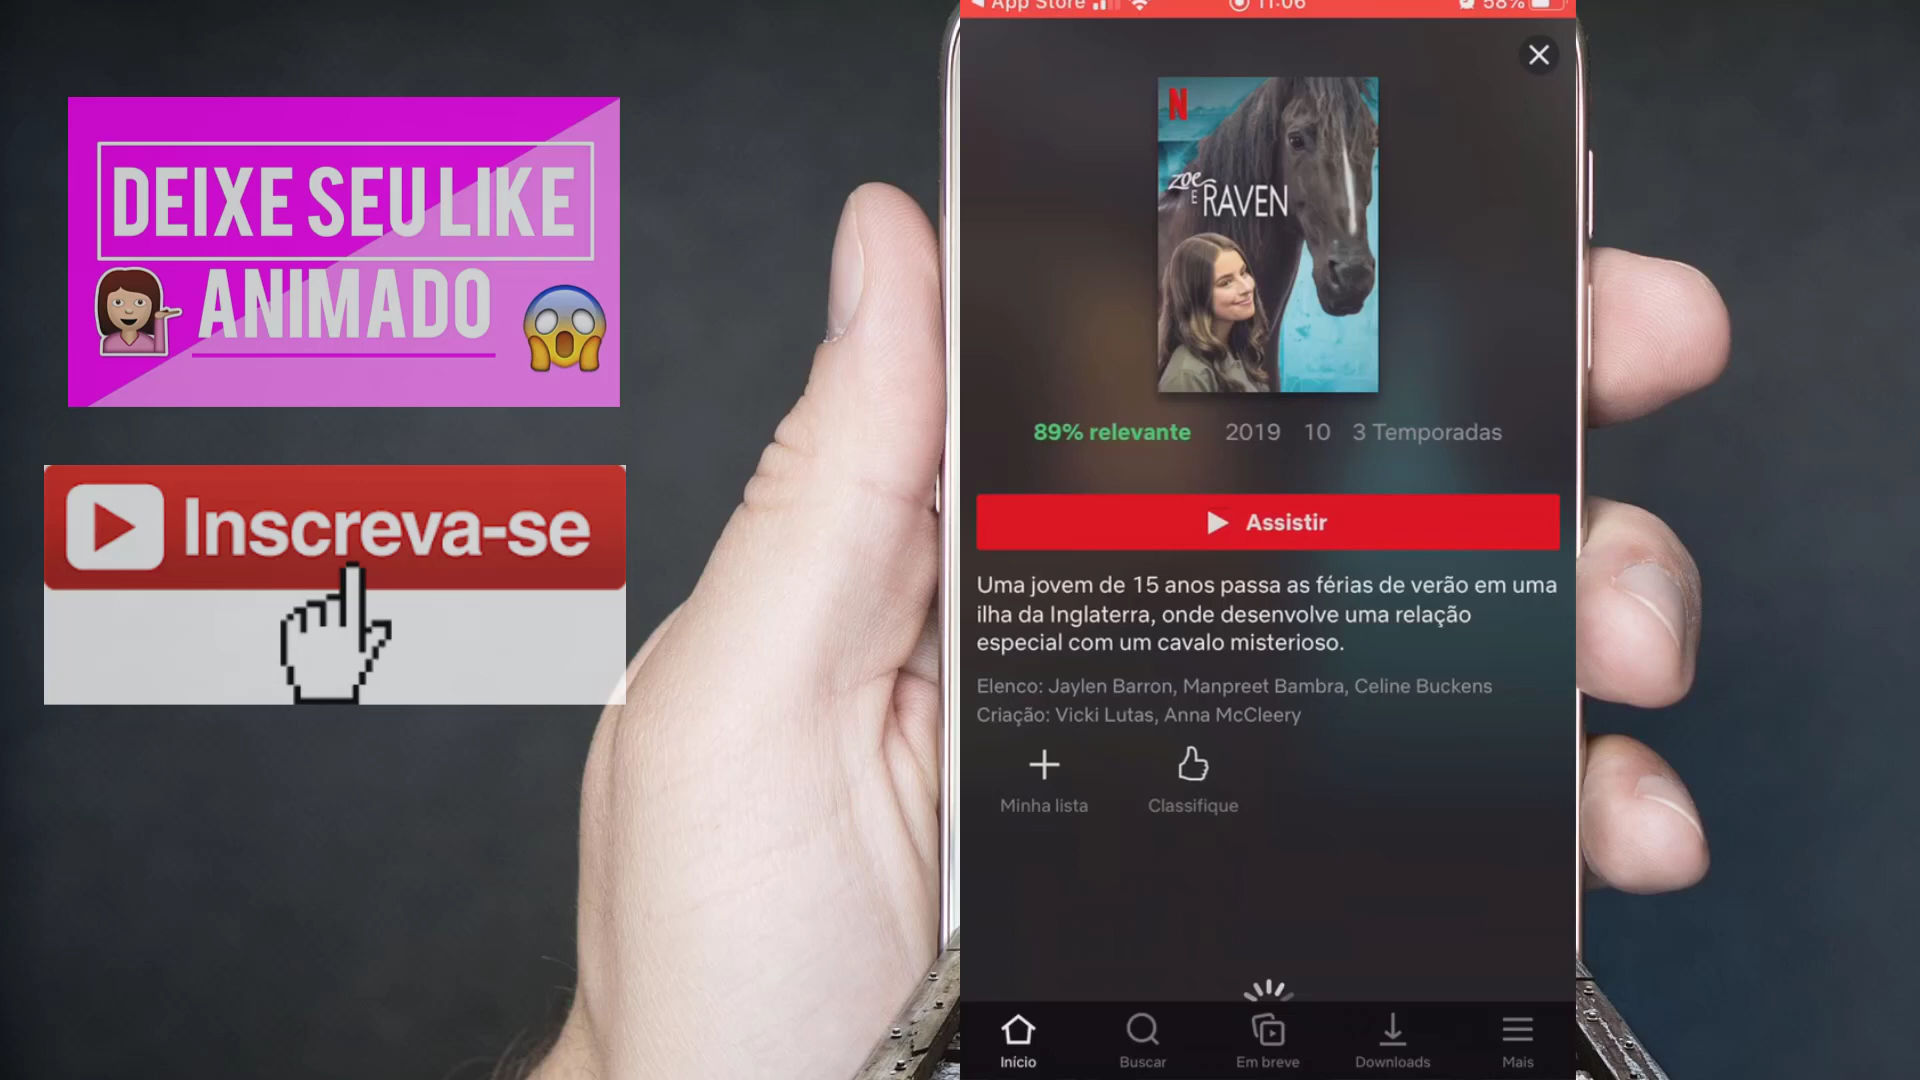 DEIXE SEU LIKE
ANIMADO
Inscreva-se
App Store
11:06
58%
N
zoe
E RAVEN
89% relevante 2019 10 3 Temporadas
Assistir
Uma jovem de 15 anos passa as férias de verão em uma
ilha da Inglaterra, onde desenvolve uma relação
especial com um cavalo misterioso.
Elenco: Jaylen Barron, Manpreet Bambra, Celine Buckens
Criação: Vicki Lutas, Anna McCleery
Minha lista
Classifique
Início
Buscar
Em breve
Downloads
Mais